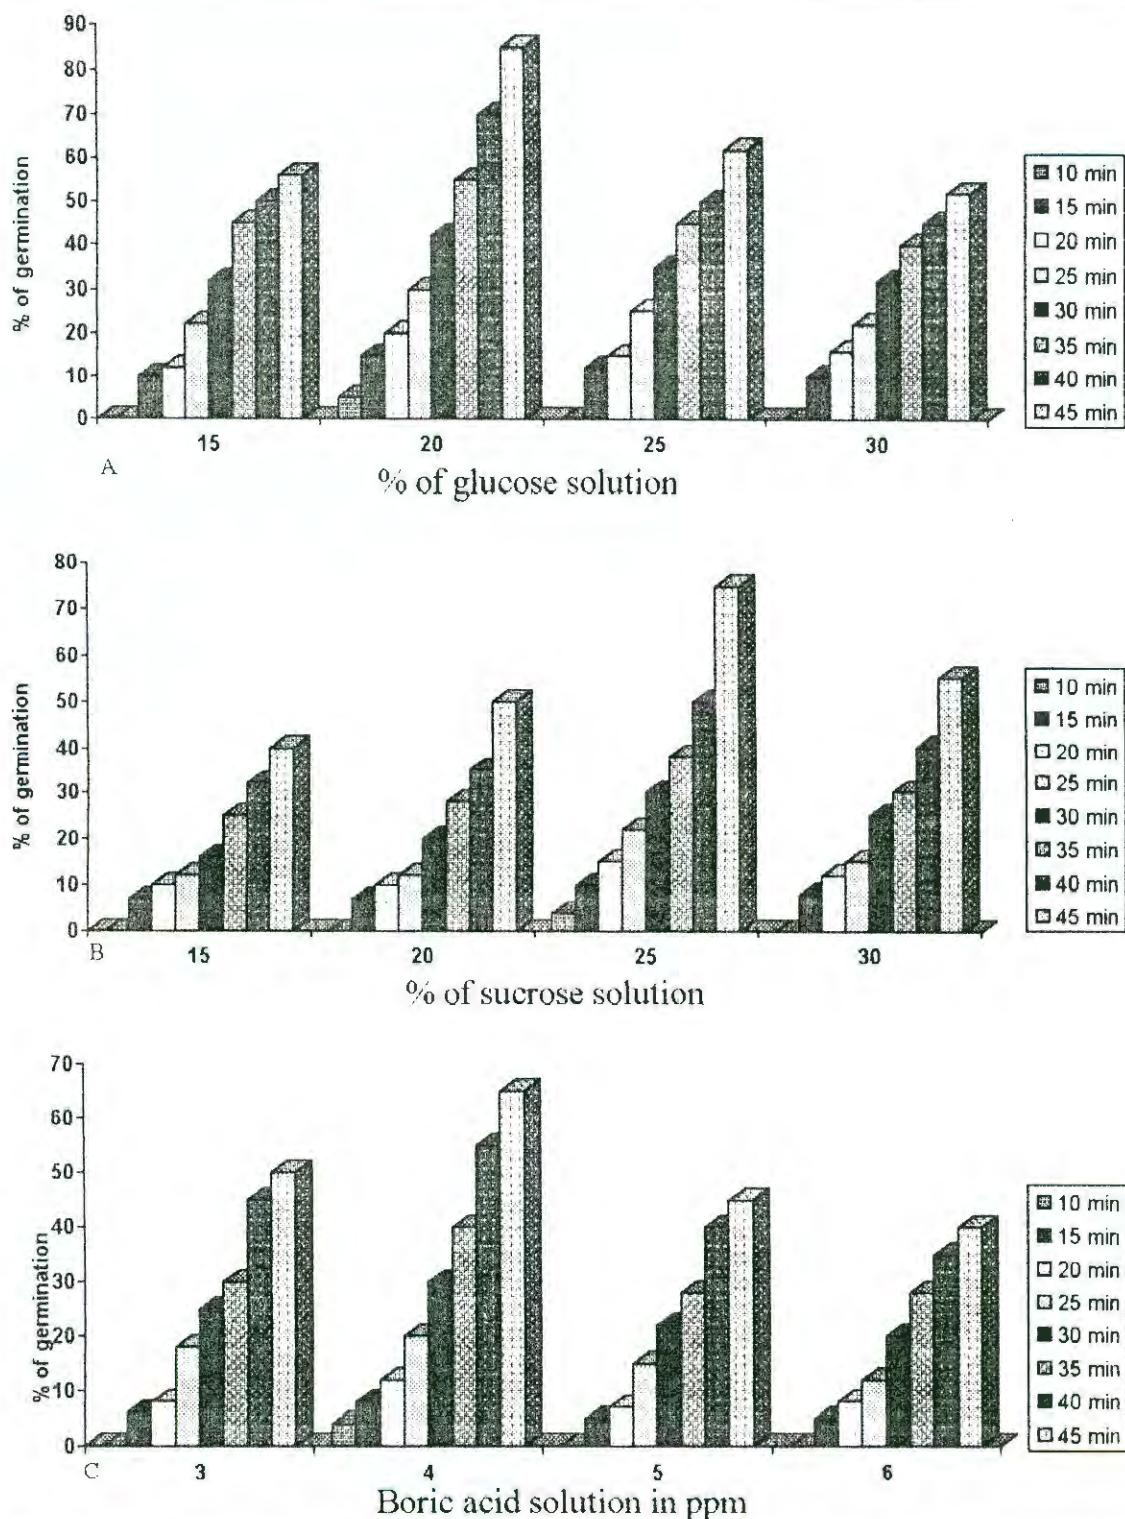 90
80
70
60
50
40
30
20
10
0
% of germination
15 20 25 30
A
% of glucose solution
10 min
15 min
20 min
25 min
30 min
35 min
40 min
45 min
80
70
60
50
40
30
20
10
0
% of germination
15 20 25 30
B
% of sucrose solution
10 min
15 min
20 min
25 min
30 min
35 min
40 min
45 min
70
60
50
40
30
20
10
0
% of germination
3 4 5 6
C
Boric acid solution in ppm
10 min
15 min
20 min
25 min
30 min
35 min
40 min
45 min